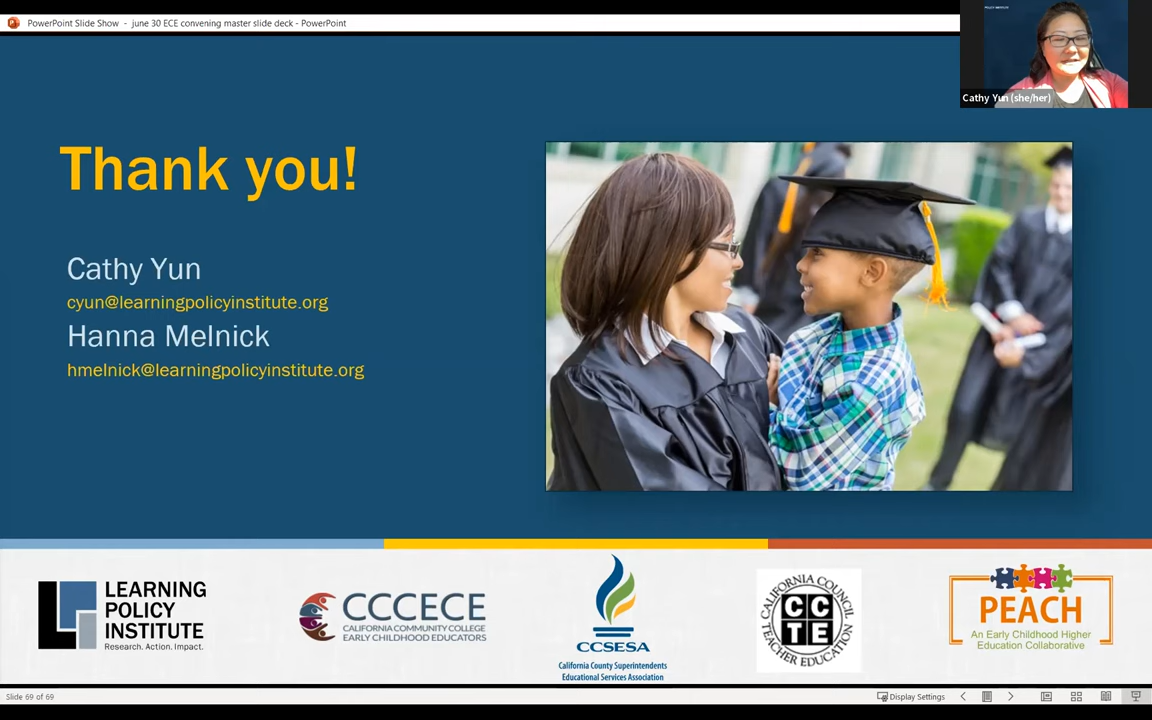 PowerPoint Slide Show - june 30 ECE convening master slide deck - PowerPoint
Cathy Yun (she/her)
Thank you!
Cathy Yun
cyun@learningpolicyinstitute.org
Hanna Melnick
hmelnick@learningpolicyinstitute.org
LEARNING
POLICY
INSTITUTE
Research. Action. Impact.
CCCECE
CALIFORNIA COMMUNITY COLLEGE
EARLY CHILDHOOD EDUCATORS
CCSESA
California County Superintendents
Educational Services Association
CALIFORNIA COUNCIL
CC
TE
TEACHER EDUCATION
PEACH
An Early Childhood Higher
Education Collaborative
Slide 69 of 69
Display Settings